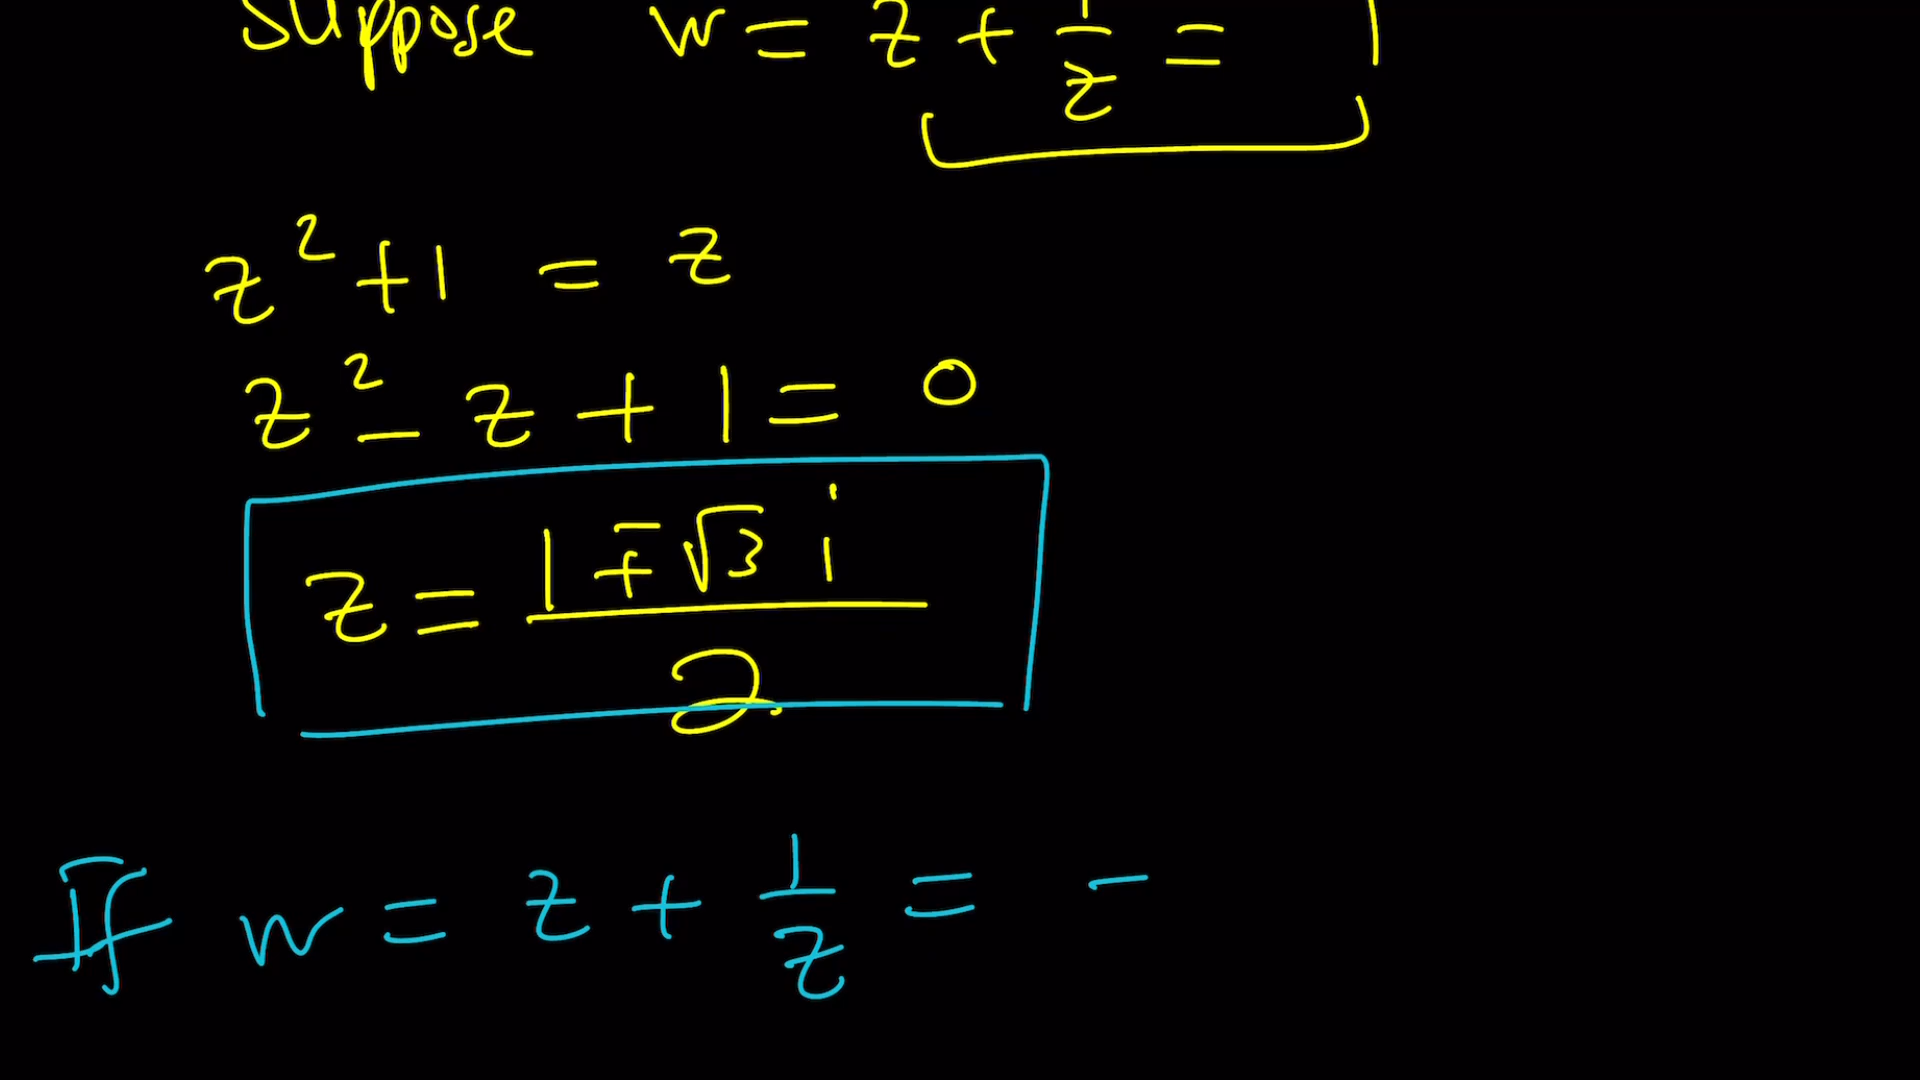 Suppose w = z + 1/z = 1
z² + 1 = z
z² - z + 1 = 0
z = (1 ∓ √3 i)/2
If w = z + 1/z = -